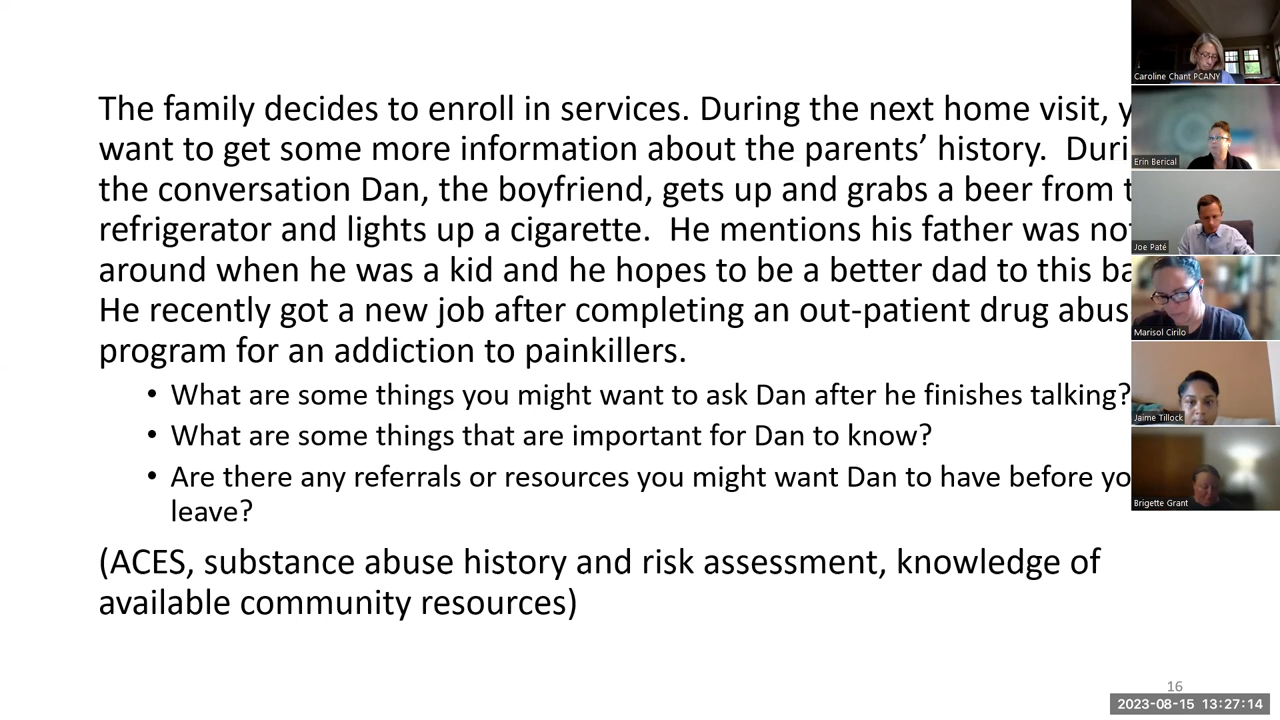 The family decides to enroll in services. During the next home visit,
want to get some more information about the parents’ history.  Duri
the conversation Dan, the boyfriend, gets up and grabs a beer from
refrigerator and lights up a cigarette.  He mentions his father was no
around when he was a kid and he hopes to be a better dad to this ba
He recently got a new job after completing an out-patient drug abus
program for an addiction to painkillers.
• What are some things you might want to ask Dan after he finishes talking?
• What are some things that are important for Dan to know?
• Are there any referrals or resources you might want Dan to have before yo
leave?
(ACES, substance abuse history and risk assessment, knowledge of
available community resources)
Caroline Chant PCANY
Erin Berical
Joe Paté
Marisol Cirilo
Jaime Tillock
Brigette Grant
16
2023-08-15 13:27:14